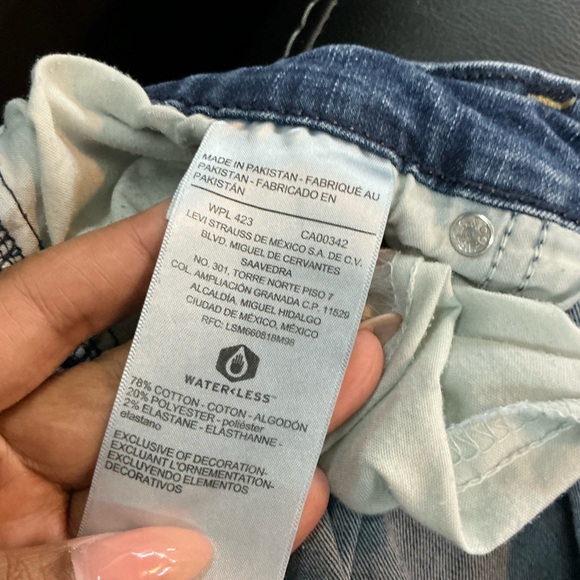 MADE IN PAKISTAN - FABRIQUÉ AU
PAKISTAN - FABRICADO EN
PAKISTÁN
WPL 423 CA00342
LEVI STRAUSS DE MÉXICO S.A. DE C.V.
BLVD. MIGUEL DE CERVANTES
SAAVEDRA
NO. 301, TORRE NORTE PISO 7
COL. AMPLIACIÓN GRANADA C.P. 11529
ALCALDÍA. MIGUEL HIDALGO
CIUDAD DE MÉXICO, MÉXICO
RFC: LSM660818M98
WATER<LESS™
78% COTTON - COTON - ALGODÓN
20% POLYESTER - poliéster
2% ELASTANE - ELASTHANNE -
elastano
EXCLUSIVE OF DECORATION-
EXCLUANT L'ORNEMENTATION-
EXCLUYENDO ELEMENTOS
DECORATIVOS